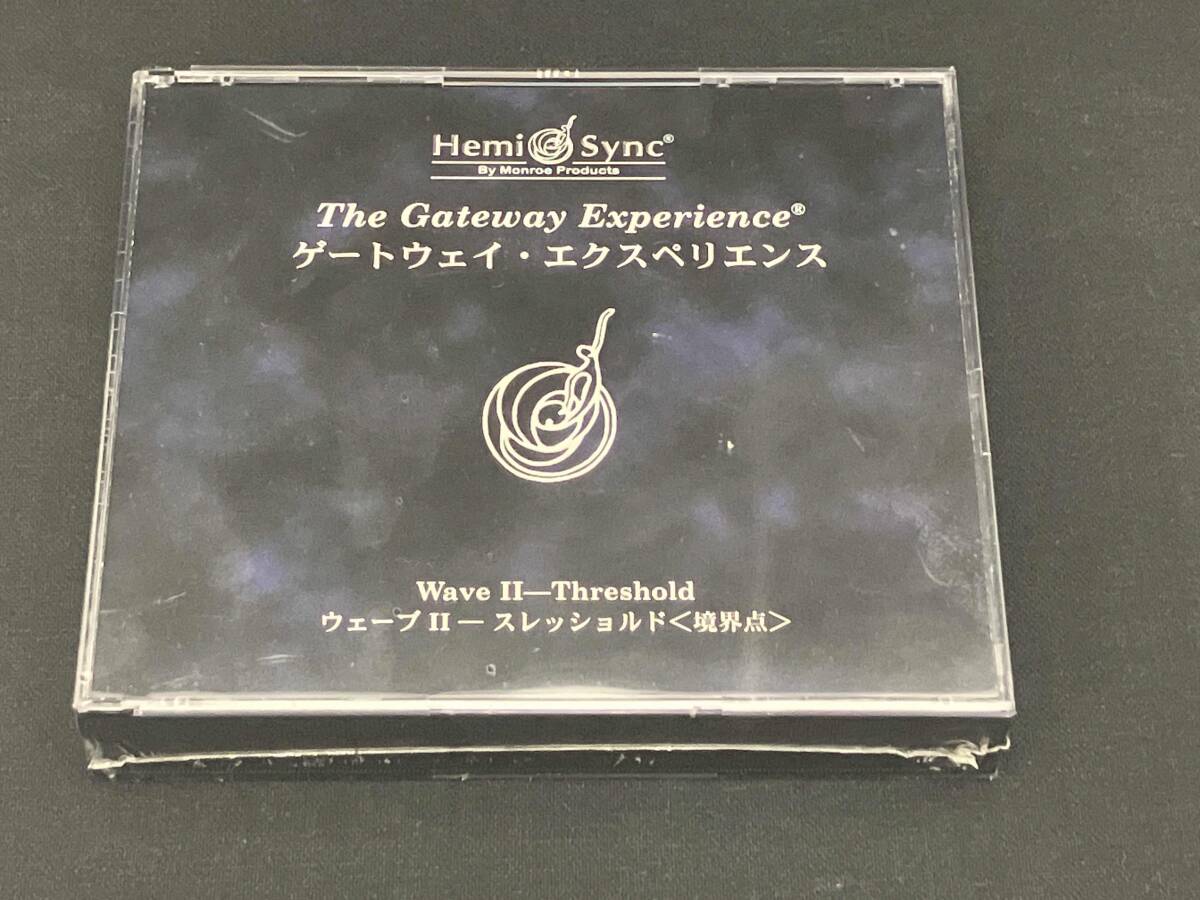 Hemi Sync®
By Monroe Products
The Gateway Experience®
ゲートウェイ・エクスペリエンス
Wave II—Threshold
ウェーブ II — スレッショルド＜境界点＞